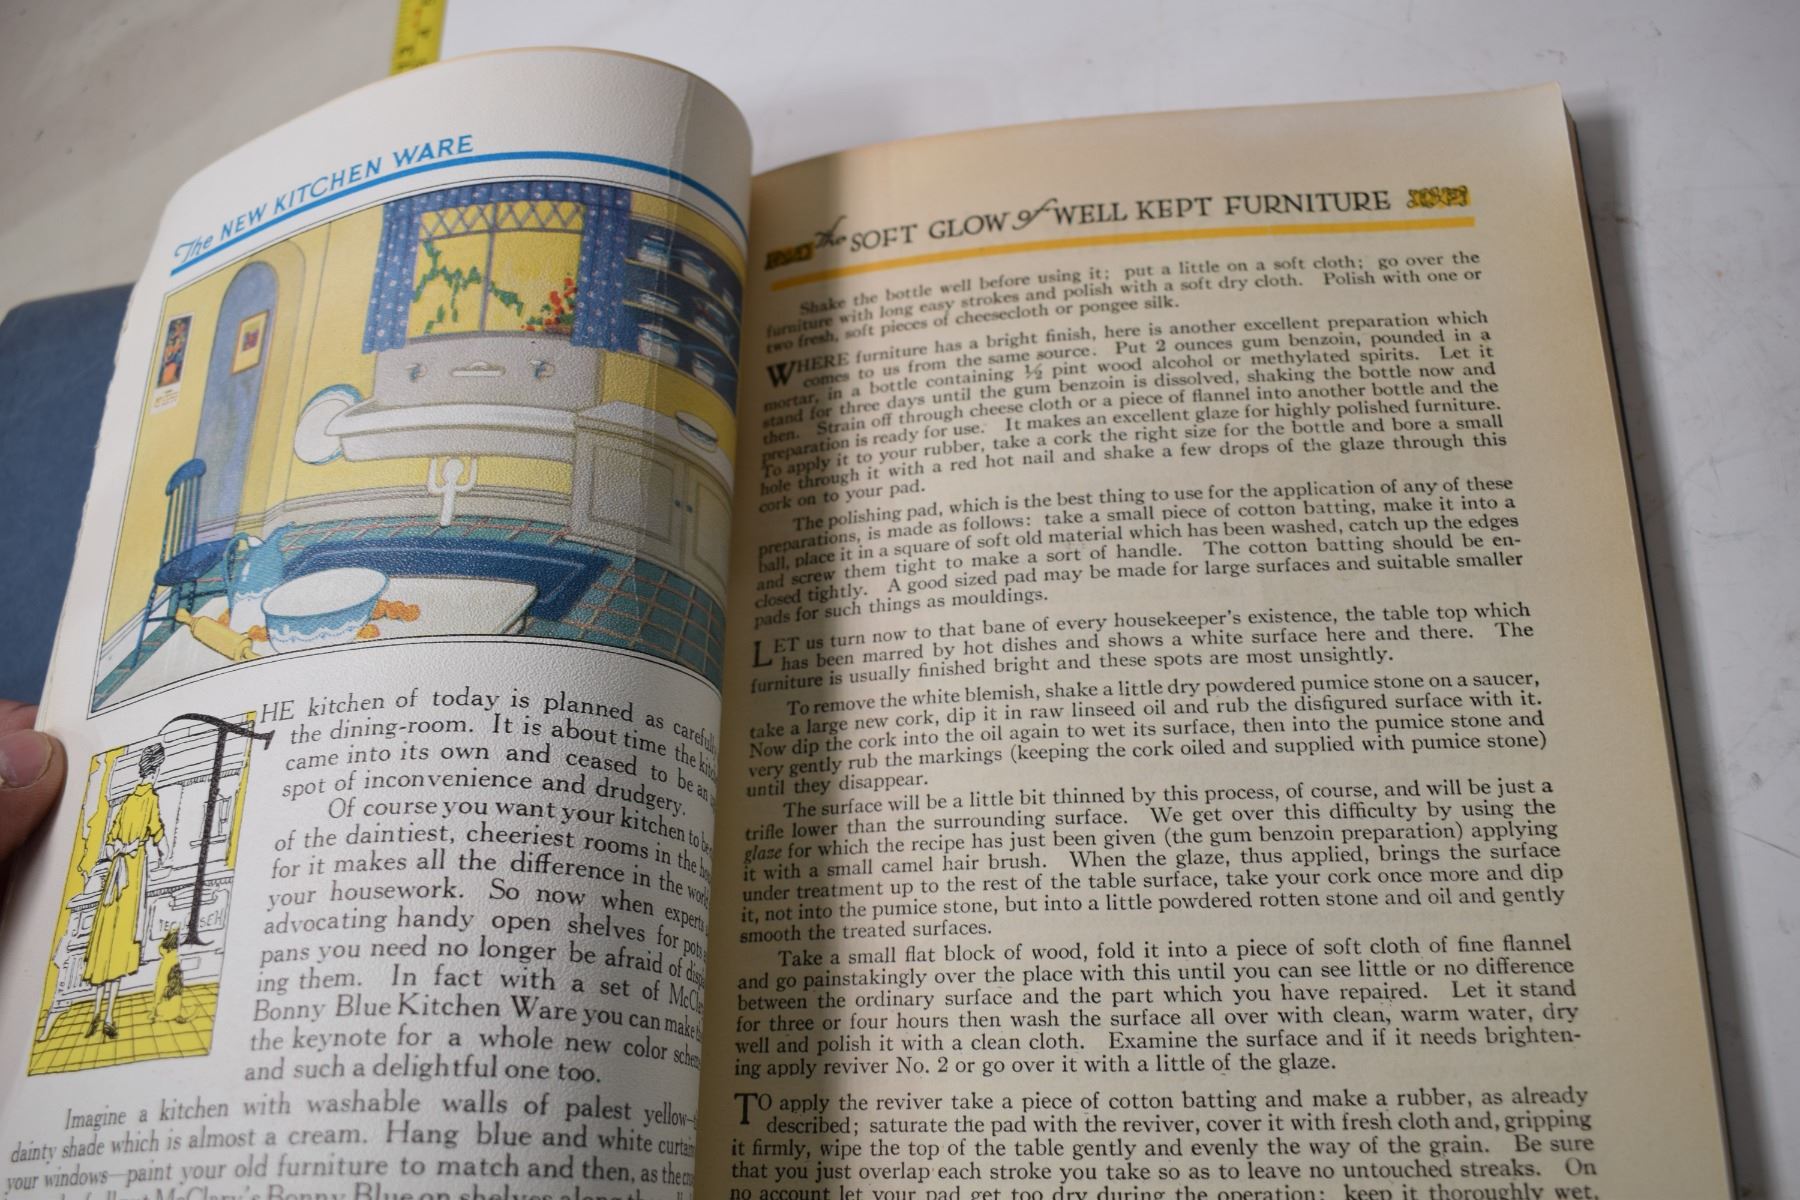 The NEW KITCHEN WARE
THE kitchen of today is planned as
the dining-room. It is about time the
came into its own and ceased to be an
spot of inconvenience and drudgery.
Of course you want your kitchen to be
of the daintiest, cheeriest rooms in the
for it makes all the difference in the
your housework. So now when experts
advocating handy open shelves for pots
pans you need no longer be afraid of
ing them. In fact with a set of
Bonny Blue Kitchen Ware you can make
the keynote for a whole new color
and such a delightful one too.
Imagine a kitchen with washable walls of palest yellow—
dainty shade which is almost a cream. Hang blue and white
your windows—paint your old furniture to match and then, as the
McClary's Bonny Blue on shelves
The SOFT GLOW of WELL KEPT FURNITURE
Shake the bottle well before using it; put a little on a soft cloth; go over the
furniture with long easy strokes and polish with a soft dry cloth. Polish with one or
two fresh, soft pieces of cheesecloth or pongee silk.
WHERE furniture has a bright finish, here is another excellent preparation which
comes to us from the same source. Put 2 ounces gum benzoin, pounded in a
mortar, in a bottle containing ½ pint wood alcohol or methylated spirits. Let it
stand for three days until the gum benzoin is dissolved, shaking the bottle now and
then. Strain off through cheese cloth or a piece of flannel into another bottle and the
preparation is ready for use. It makes an excellent glaze for highly polished furniture.
To apply it to your rubber, take a cork the right size for the bottle and bore a small
hole through it with a red hot nail and shake a few drops of the glaze through this
cork on to your pad.
The polishing pad, which is the best thing to use for the application of any of these
preparations, is made as follows: take a small piece of cotton batting, make it into a
ball, place it in a square of soft old material which has been washed, catch up the edges
and screw them tight to make a sort of handle. The cotton batting should be en-
closed tightly. A good sized pad may be made for large surfaces and suitable smaller
pads for such things as mouldings.
LET us turn now to that bane of every housekeeper's existence, the table top which
has been marred by hot dishes and shows a white surface here and there. The
furniture is usually finished bright and these spots are most unsightly.
To remove the white blemish, shake a little dry powdered pumice stone on a saucer,
take a large new cork, dip it in raw linseed oil and rub the disfigured surface with it.
Now dip the cork into the oil again to wet its surface, then into the pumice stone and
very gently rub the markings (keeping the cork oiled and supplied with pumice stone)
until they disappear.
The surface will be a little bit thinned by this process, of course, and will be just a
trifle lower than the surrounding surface. We get over this difficulty by using the
glaze for which the recipe has just been given (the gum benzoin preparation) applying
it with a small camel hair brush. When the glaze, thus applied, brings the surface
under treatment up to the rest of the table surface, take your cork once more and dip
it, not into the pumice stone, but into a little powdered rotten stone and oil and gently
smooth the treated surfaces.
Take a small flat block of wood, fold it into a piece of soft cloth of fine flannel
and go painstakingly over the place with this until you can see little or no difference
between the ordinary surface and the part which you have repaired. Let it stand
for three or four hours then wash the surface all over with clean, warm water, dry
well and polish it with a clean cloth. Examine the surface and if it needs brighten-
ing apply reviver No. 2 or go over it with a little of the glaze.
TO apply the reviver take a piece of cotton batting and make a rubber, as already
described; saturate the pad with the reviver, cover it with fresh cloth and, gripping
it firmly, wipe the top of the table gently and evenly the way of the grain. Be sure
that you just overlap each stroke you take so as to leave no untouched streaks. On
no account let your pad get too dry during the operation; keep it thoroughly wet,